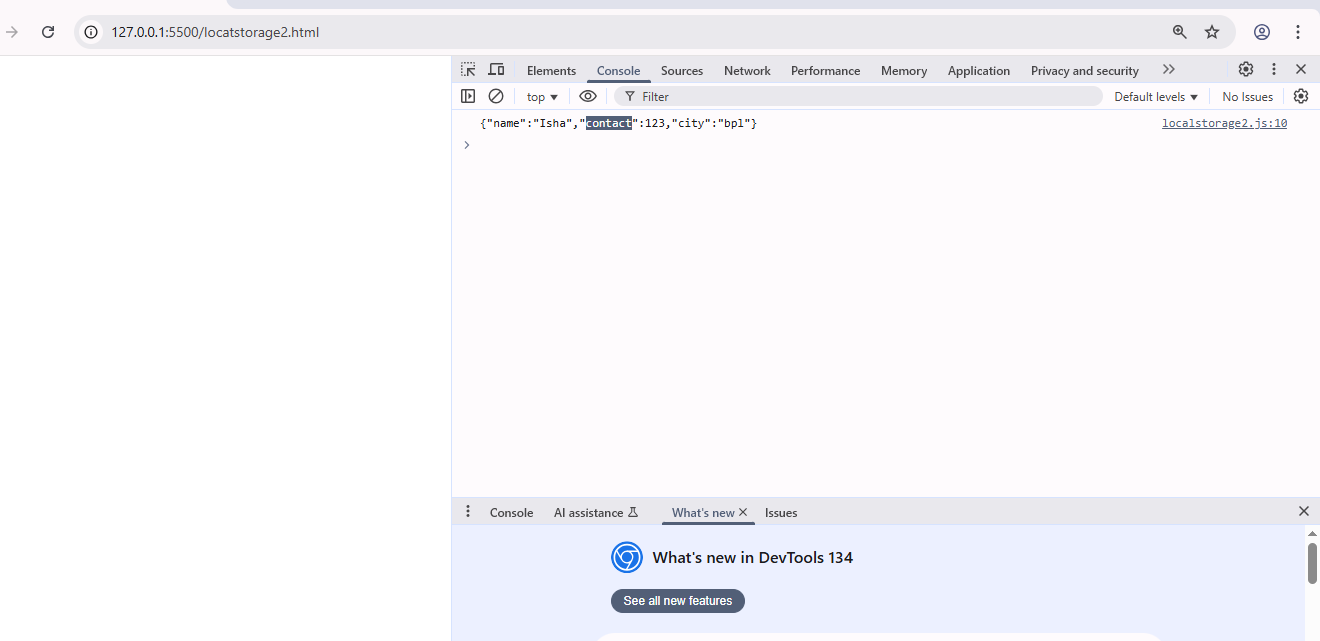 127.0.0.1:5500/locatstorage2.html
Elements Console Sources Network Performance Memory Application Privacy and security
top Filter Default levels No Issues
{"name":"Isha","contact":123,"city":"bpl"} localstorage2.js:10
Console AI assistance What's new Issues
What's new in DevTools 134
See all new features